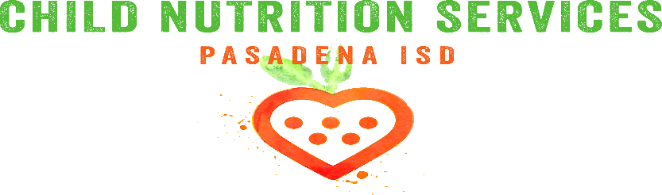 CHILD NUTRITION SERVICES
PASADENA ISD